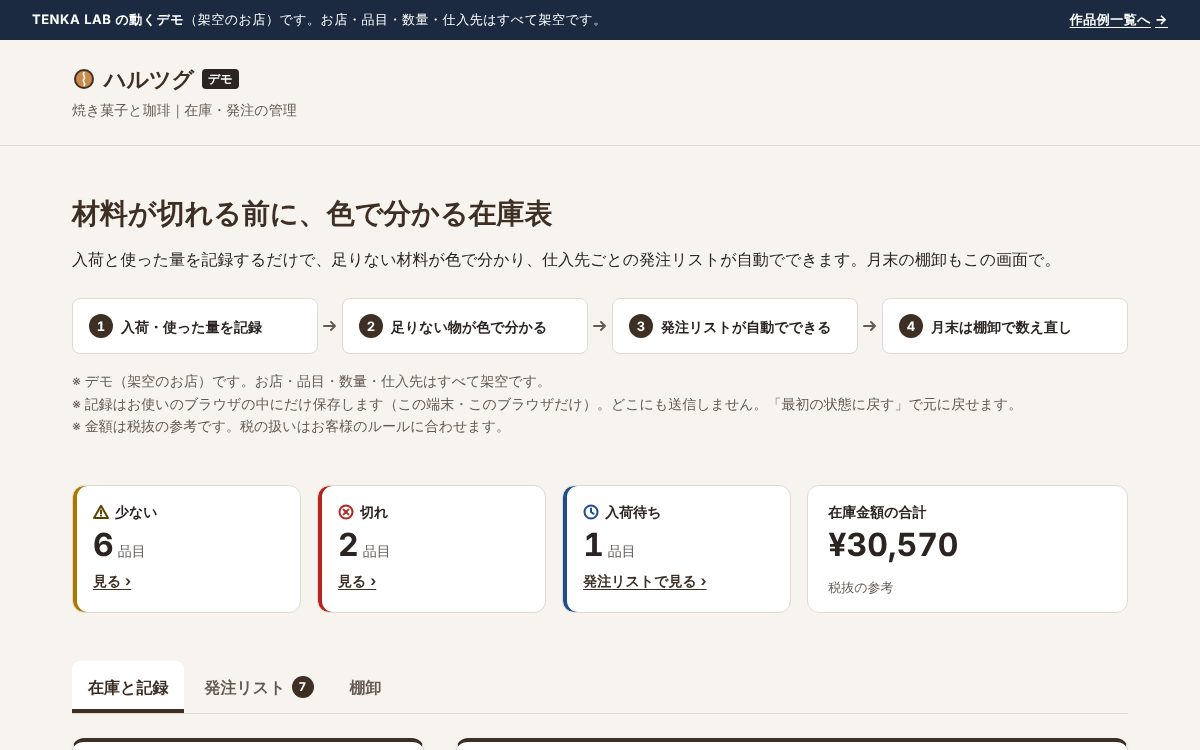 TENKA LAB の動くデモ（架空のお店）です。お店・品目・数量・仕入先はすべて架空です。
作品例一覧へ →
ハルツグ デモ
焼き菓子と珈琲｜在庫・発注の管理
材料が切れる前に、色で分かる在庫表
入荷と使った量を記録するだけで、足りない材料が色で分かり、仕入先ごとの発注リストが自動でできます。月末の棚卸もこの画面で。
1 入荷・使った量を記録 → 2 足りない物が色で分かる → 3 発注リストが自動でできる → 4 月末は棚卸で数え直し
※ デモ（架空のお店）です。お店・品目・数量・仕入先はすべて架空です。
※ 記録はお使いのブラウザの中にだけ保存します（この端末・このブラウザだけ）。どこにも送信しません。「最初の状態に戻す」で元に戻せます。
※ 金額は税抜の参考です。税の扱いはお客様のルールに合わせます。
少ない
6 品目
見る ›
切れ
2 品目
見る ›
入荷待ち
1 品目
発注リストで見る ›
在庫金額の合計
¥30,570
税抜の参考
在庫と記録 発注リスト 7 棚卸